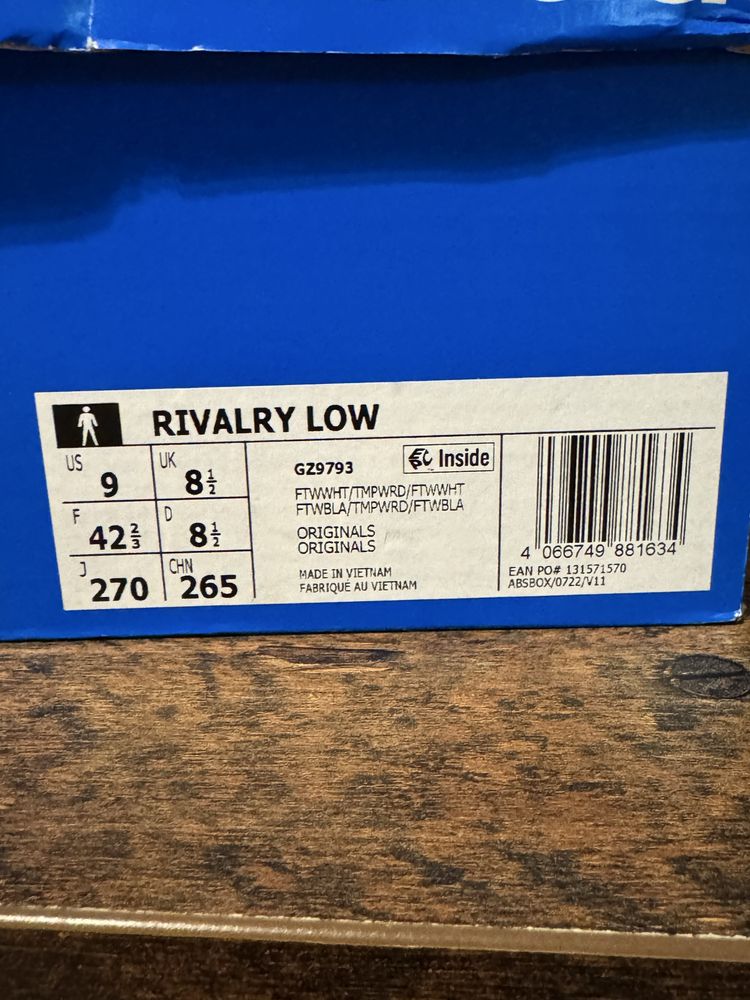 RIVALRY LOW
US 9
UK 8½
F 42⅔
D 8½
J 270
CHN 265
GZ9793
Inside
FTWWHT/TMPWRD/FTWWHT
FTWBLA/TMPWRD/FTWBLA
ORIGINALS
ORIGINALS
MADE IN VIETNAM
FABRIQUÉ AU VIETNAM
4 066749 881634
EAN PO# 131571570
ABSBOX/0722/V11